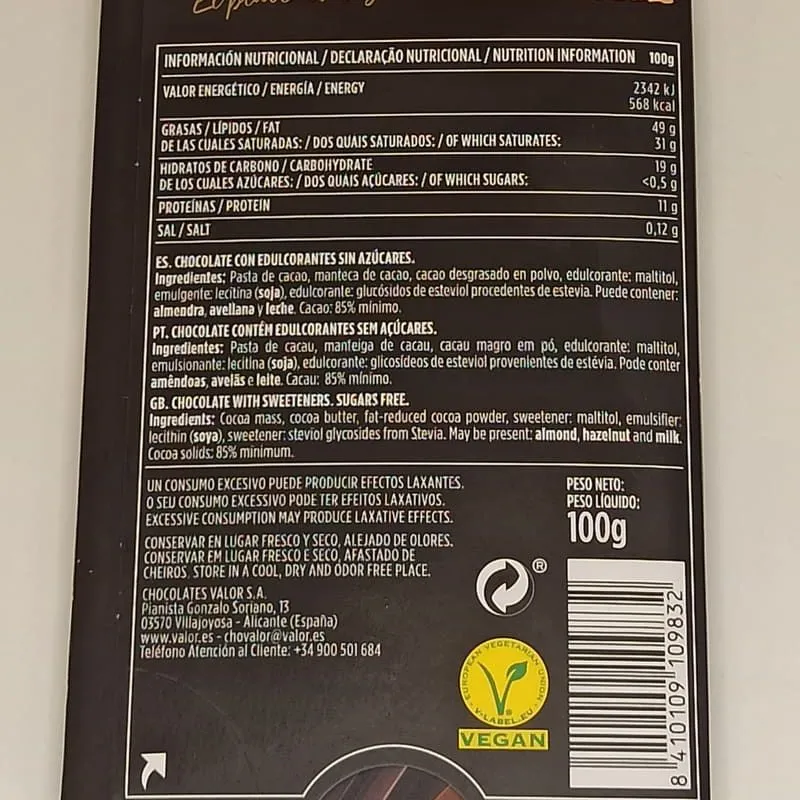 INFORMACIÓN NUTRICIONAL / DECLARAÇÃO NUTRICIONAL / NUTRITION INFORMATION 100g
VALOR ENERGÉTICO / ENERGÍA / ENERGY 2342 kJ
568 kcal
GRASAS / LÍPIDOS / FAT 49 g
DE LAS CUALES SATURADAS: / DOS QUAIS SATURADOS: / OF WHICH SATURATES: 31 g
HIDRATOS DE CARBONO / CARBOHYDRATE 19 g
DE LOS CUALES AZÚCARES: / DOS QUAIS AÇÚCARES: / OF WHICH SUGARS: <0,5 g
PROTEÍNAS / PROTEIN 11 g
SAL / SALT 0,12 g
ES. CHOCOLATE CON EDULCORANTES SIN AZÚCARES.
Ingredientes: Pasta de cacao, manteca de cacao, cacao desgrasado en polvo, edulcorante: maltitol,
emulgente: lecitina (soja), edulcorante: glucósidos de esteviol procedentes de estevia. Puede contener:
almendra, avellana y leche. Cacao: 85% mínimo.
PT. CHOCOLATE CONTÉM EDULCORANTES SEM AÇÚCARES.
Ingredientes: Pasta de cacau, manteiga de cacau, cacau magro em pó, edulcorante: maltitol,
emulsionante: lecitina (soja), edulcorante: glicosídeos de esteviol provenientes de estévia. Pode conter
amêndoas, avelãs e leite. Cacau: 85% mínimo.
GB. CHOCOLATE WITH SWEETENERS. SUGARS FREE.
Ingredients: Cocoa mass, cocoa butter, fat-reduced cocoa powder, sweetener: maltitol, emulsifier:
lecithin (soya), sweetener: steviol glycosides from Stevia. May be present: almond, hazelnut and milk.
Cocoa solids: 85% minimum.
UN CONSUMO EXCESIVO PUEDE PRODUCIR EFECTOS LAXANTES.
O SEU CONSUMO EXCESSIVO PODE TER EFEITOS LAXATIVOS.
EXCESSIVE CONSUMPTION MAY PRODUCE LAXATIVE EFFECTS.
CONSERVAR EN LUGAR FRESCO Y SECO, ALEJADO DE OLORES.
CONSERVAR EM LUGAR FRESCO E SECO, AFASTADO DE
CHEIROS. STORE IN A COOL, DRY AND ODOR FREE PLACE.
CHOCOLATES VALOR S.A.
Pianista Gonzalo Soriano, 13
03570 Villajoyosa - Alicante (España)
www.valor.es - chovalor@valor.es
Teléfono Atención al Cliente: +34 900 501 684
PESO NETO:
PESO LÍQUIDO:
100g
®
EUROPEAN VEGETARIAN UNION
V-LABEL.EU
VEGAN
8 410109 109832